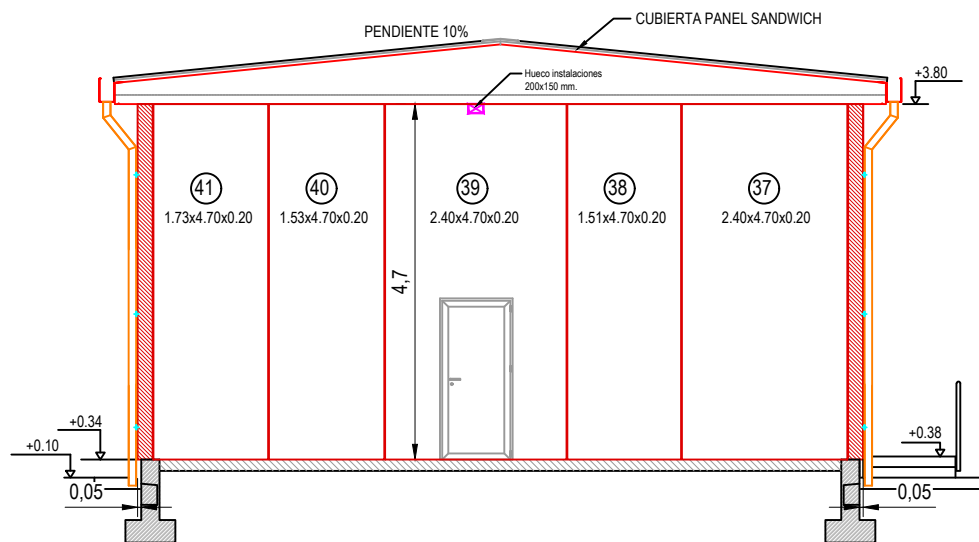 PENDIENTE 10%
CUBIERTA PANEL SANDWICH
Hueco instalaciones
200x150 mm.
+3.80
41
1.73x4.70x0.20
40
1.53x4.70x0.20
39
2.40x4.70x0.20
38
1.51x4.70x0.20
37
2.40x4.70x0.20
4,7
+0.34
+0.10
+0.38
0,05
0,05